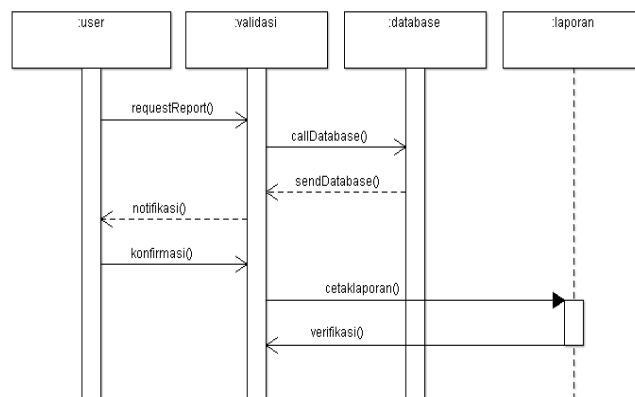 :user
:validasi
:database
:laporan
requestReport()
callDatabase()
sendDatabase()
notifikasi()
konfirmasi()
cetaklaporan()
verifikasi()